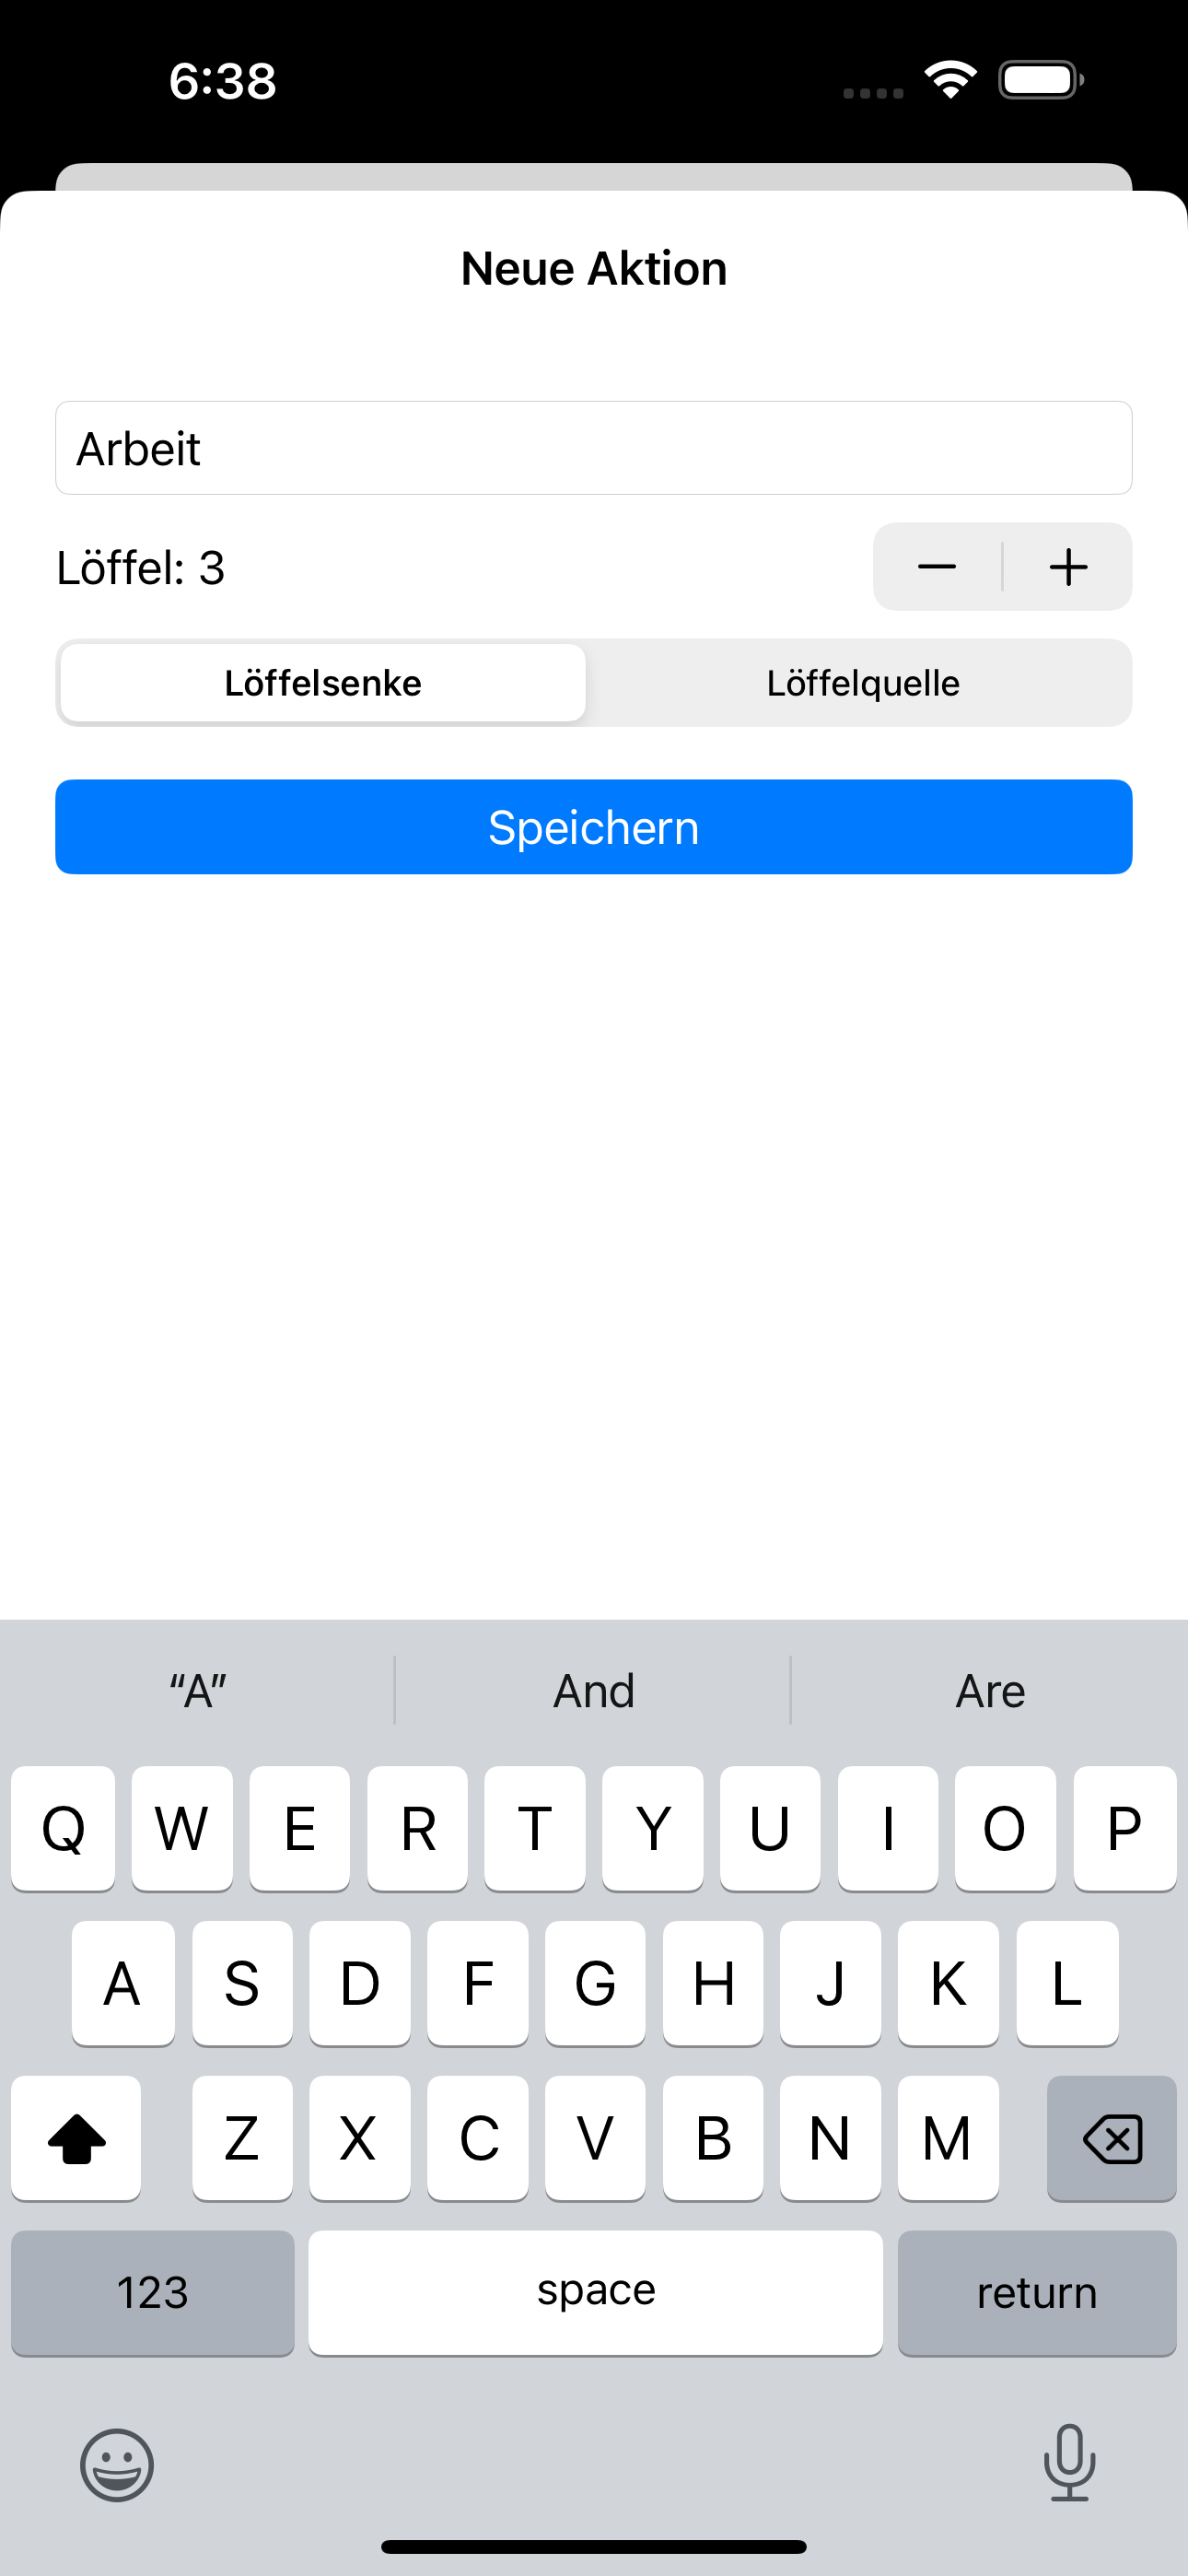 6:38
Neue Aktion
Arbeit
Löffel: 3
Löffelsenke Löffelquelle
Speichern
“A” And Are
Q W E R T Y U I O P
A S D F G H J K L
Z X C V B N M
123 space return